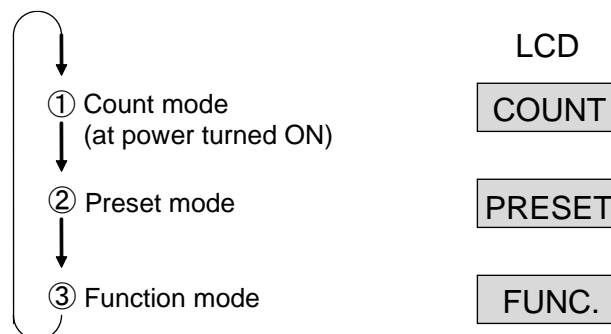 LCD
① Count mode
(at power turned ON)
COUNT
② Preset mode
PRESET
③ Function mode
FUNC.